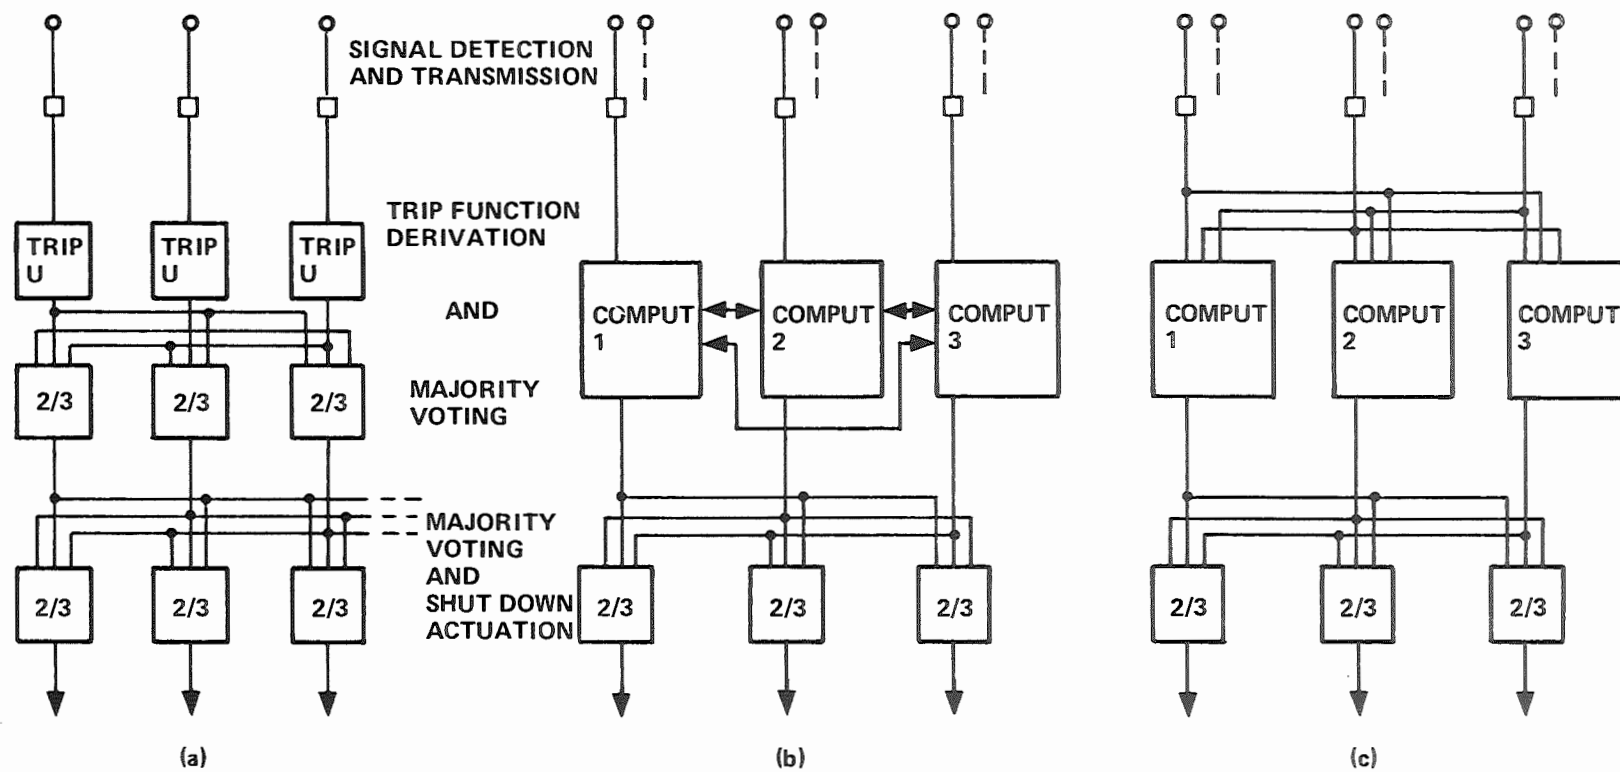 SIGNAL DETECTION
AND TRANSMISSION
TRIP FUNCTION
DERIVATION
AND
MAJORITY
VOTING
MAJORITY
VOTING
AND
SHUT DOWN
ACTUATION
TRIP
U
TRIP
U
TRIP
U
2/3
2/3
2/3
2/3
2/3
2/3
(a)
COMPUT
1
COMPUT
2
COMPUT
3
2/3
2/3
2/3
(b)
COMPUT
1
COMPUT
2
COMPUT
3
2/3
2/3
2/3
(c)